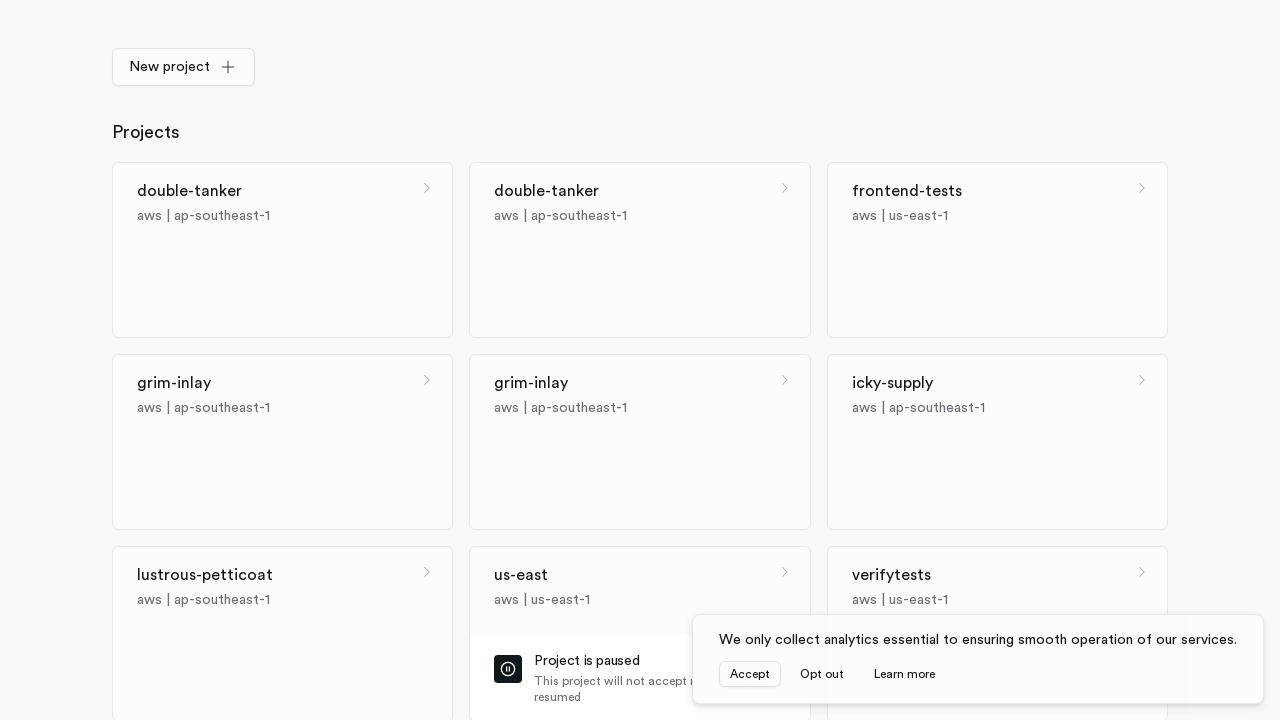 New project
Projects
double-tanker
aws | ap-southeast-1
double-tanker
aws | ap-southeast-1
frontend-tests
aws | us-east-1
grim-inlay
aws | ap-southeast-1
grim-inlay
aws | ap-southeast-1
icky-supply
aws | ap-southeast-1
lustrous-petticoat
aws | ap-southeast-1
us-east
aws | us-east-1
Project is paused
This project will not accept
resumed
verifytests
aws | us-east-1
We only collect analytics essential to ensuring smooth operation of our services.
Accept
Opt out
Learn more